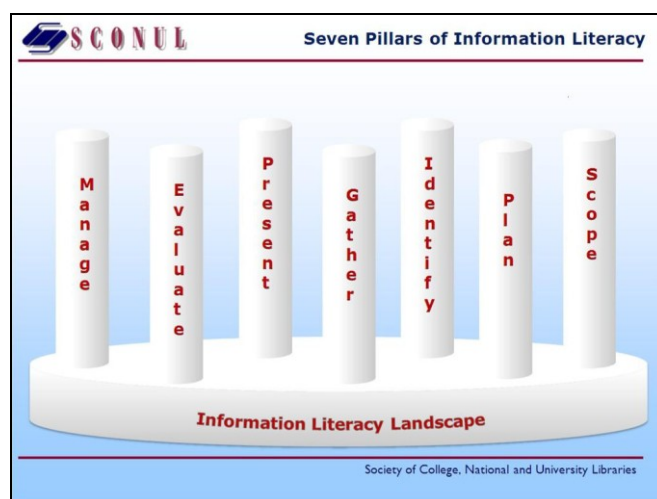 SCONUL
Seven Pillars of Information Literacy
Manage
Evaluate
Present
Gather
Identify
Plan
Scope
Information Literacy Landscape
Society of College, National and University Libraries